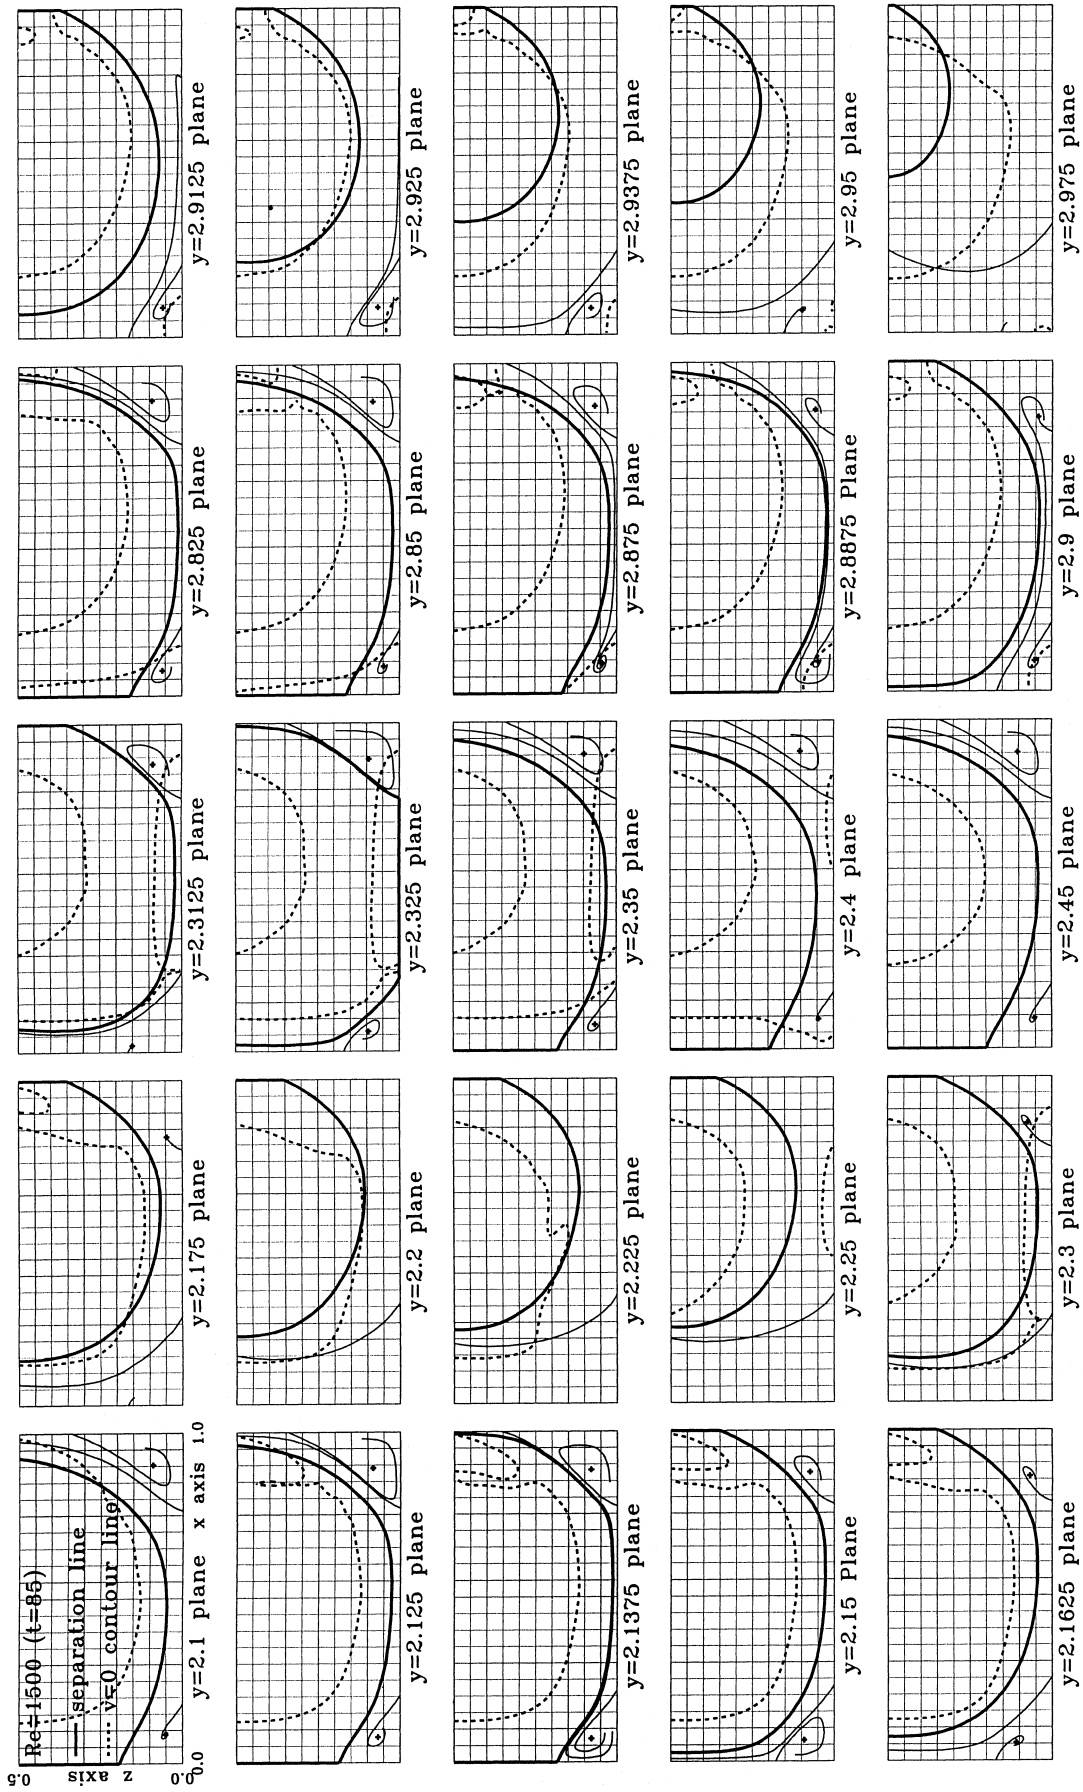 Re=1500 (t=85)
separation line
v=0 contour line
0.5
z axis
0.0
0.0 y=2.1 plane x axis 1.0
y=2.125 plane
y=2.1375 plane
y=2.15 Plane
y=2.1625 plane
y=2.175 plane
y=2.2 plane
y=2.225 plane
y=2.25 plane
y=2.3 plane
y=2.3125 plane
y=2.325 plane
y=2.35 plane
y=2.4 plane
y=2.45 plane
y=2.825 plane
y=2.85 plane
y=2.875 plane
y=2.8875 Plane
y=2.9 plane
y=2.9125 plane
y=2.925 plane
y=2.9375 plane
y=2.95 plane
y=2.975 plane